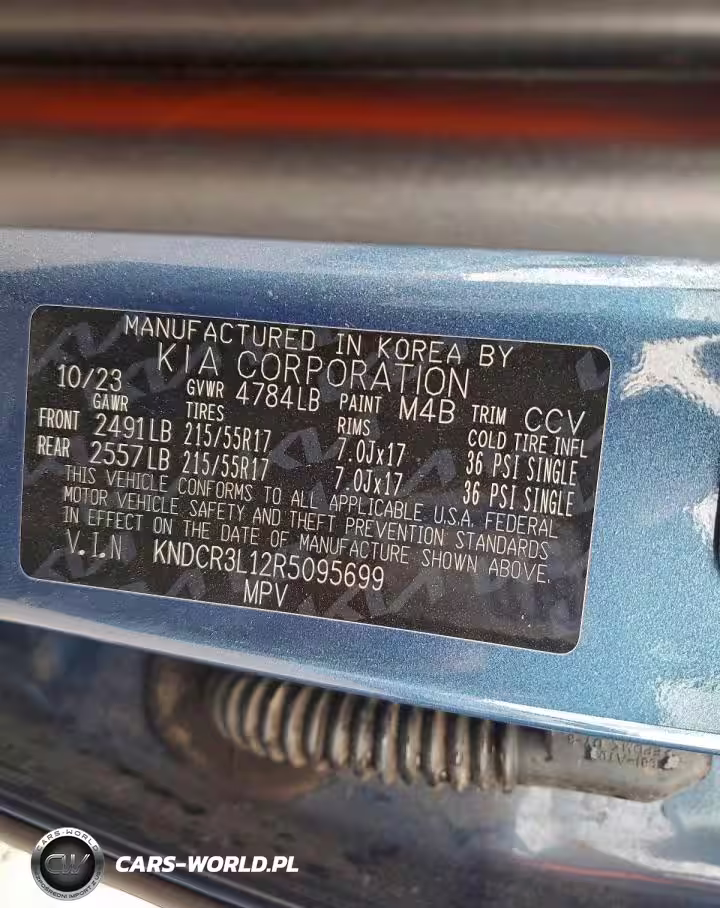 MANUFACTURED IN KOREA BY
KIA CORPORATION
10/23 GVWR 4784LB PAINT M4B TRIM CCV
GAWR TIRES RIMS COLD TIRE INFL
FRONT 2491LB 215/55R17 7.0Jx17 36 PSI SINGLE
REAR 2557LB 215/55R17 7.0Jx17 36 PSI SINGLE
THIS VEHICLE CONFORMS TO ALL APPLICABLE U.S.A. FEDERAL
MOTOR VEHICLE SAFETY AND THEFT PREVENTION STANDARDS
IN EFFECT ON THE DATE OF MANUFACTURE SHOWN ABOVE.
V.I.N KNDCR3L12R5095699
MPV
CARS-WORLD
CW
CARS-WORLD.PL